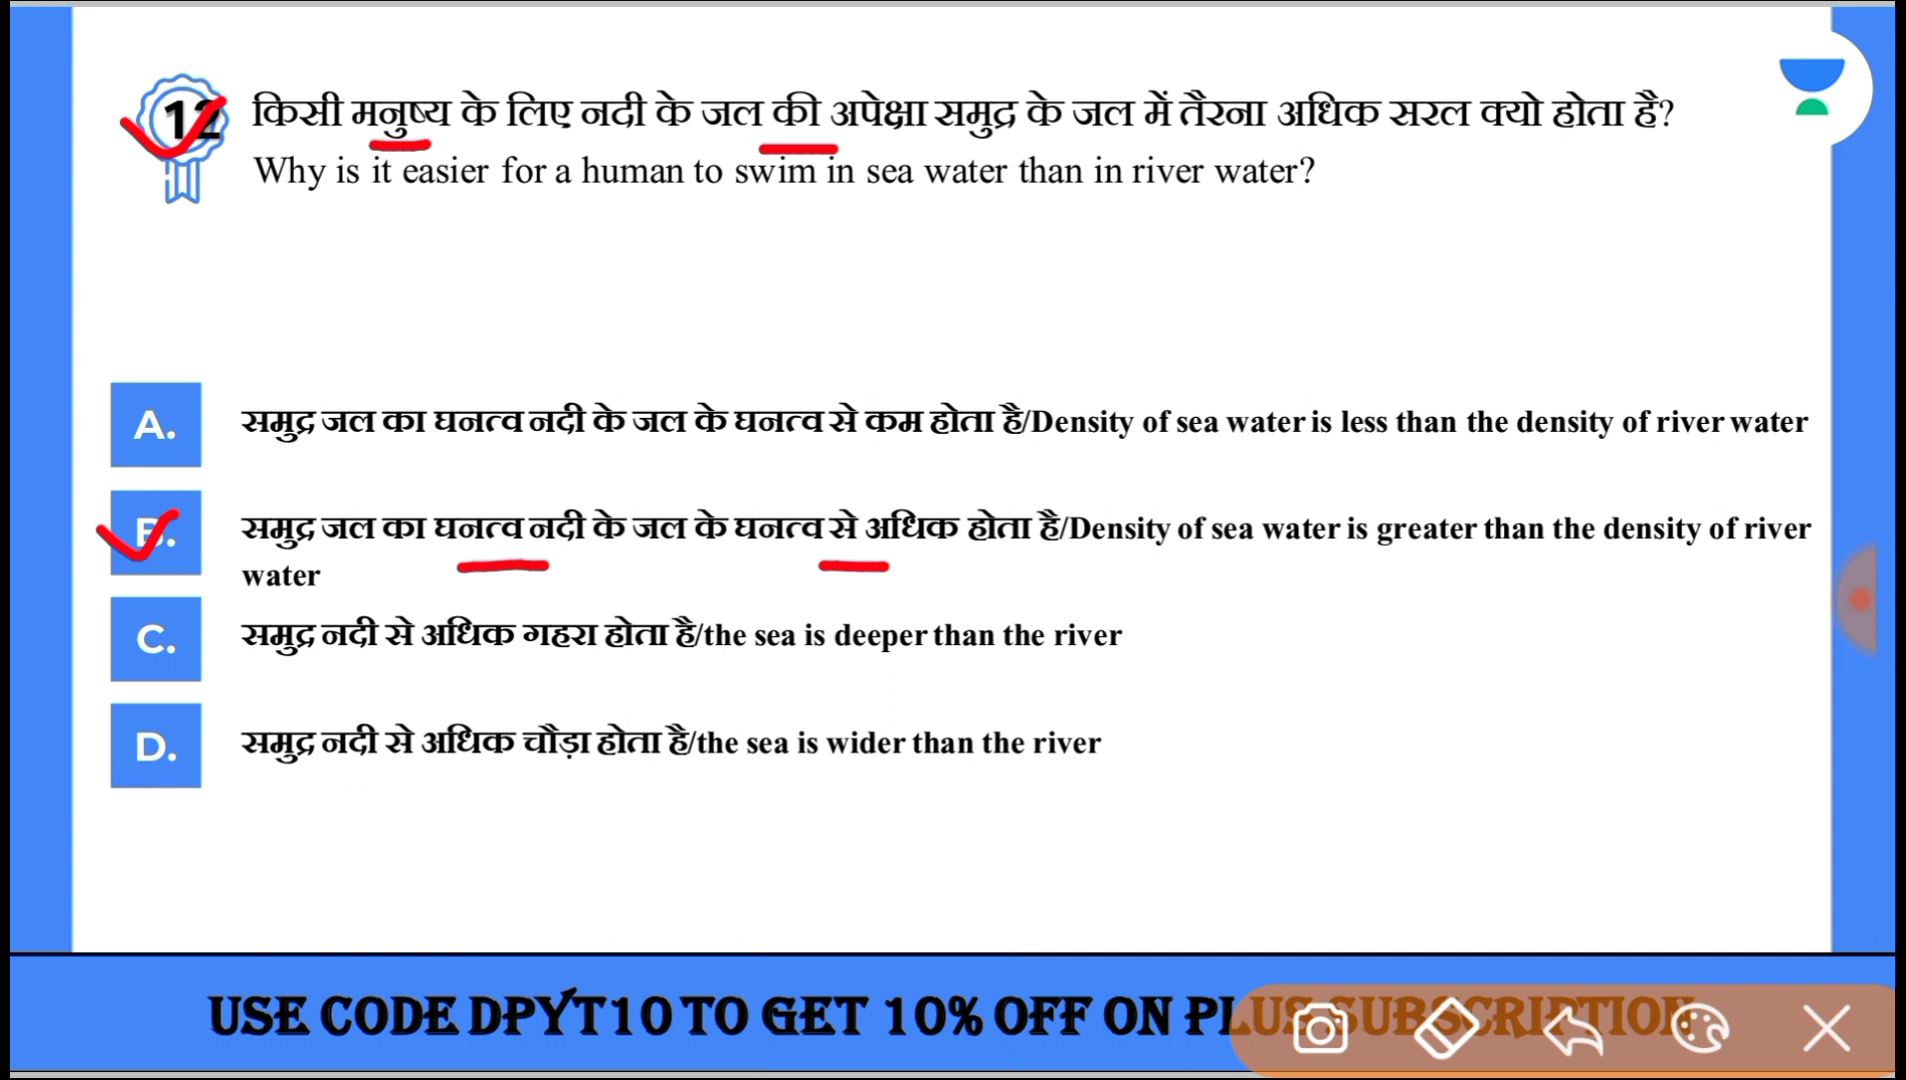 12
किसी मनुष्य के लिए नदी के जल की अपेक्षा समुद्र के जल में तैरना अधिक सरल क्यो होता है?
Why is it easier for a human to swim in sea water than in river water?
A.
समुद्र जल का घनत्व नदी के जल के घनत्व से कम होता है/Density of sea water is less than the density of river water
B.
समुद्र जल का घनत्व नदी के जल के घनत्व से अधिक होता है/Density of sea water is greater than the density of river
water
C.
समुद्र नदी से अधिक गहरा होता है/the sea is deeper than the river
D.
समुद्र नदी से अधिक चौड़ा होता है/the sea is wider than the river
USE CODE DPYT10 TO GET 10% OFF ON PLUS SUBSCRIPTION